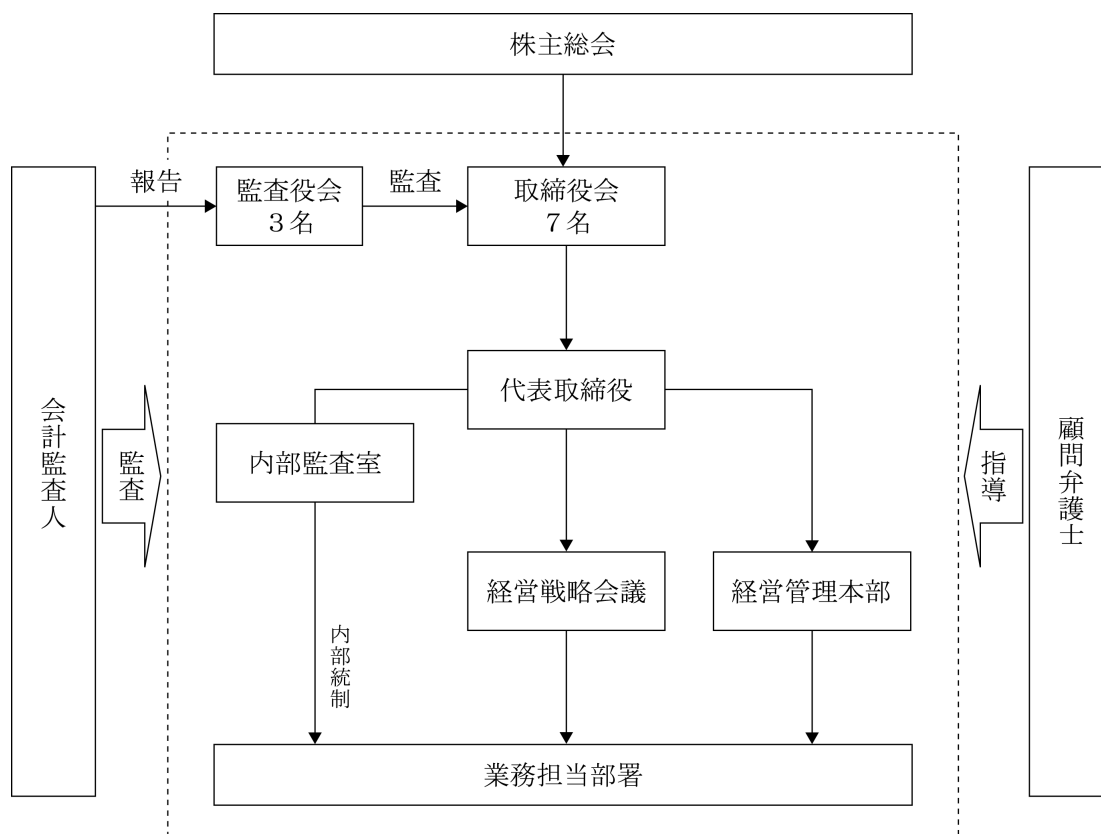 株主総会
報告
監査役会
３名
監査
取締役会
７名
代表取締役
会計監査人
監査
内部監査室
指導
顧問弁護士
経営戦略会議
経営管理本部
内部統制
業務担当部署